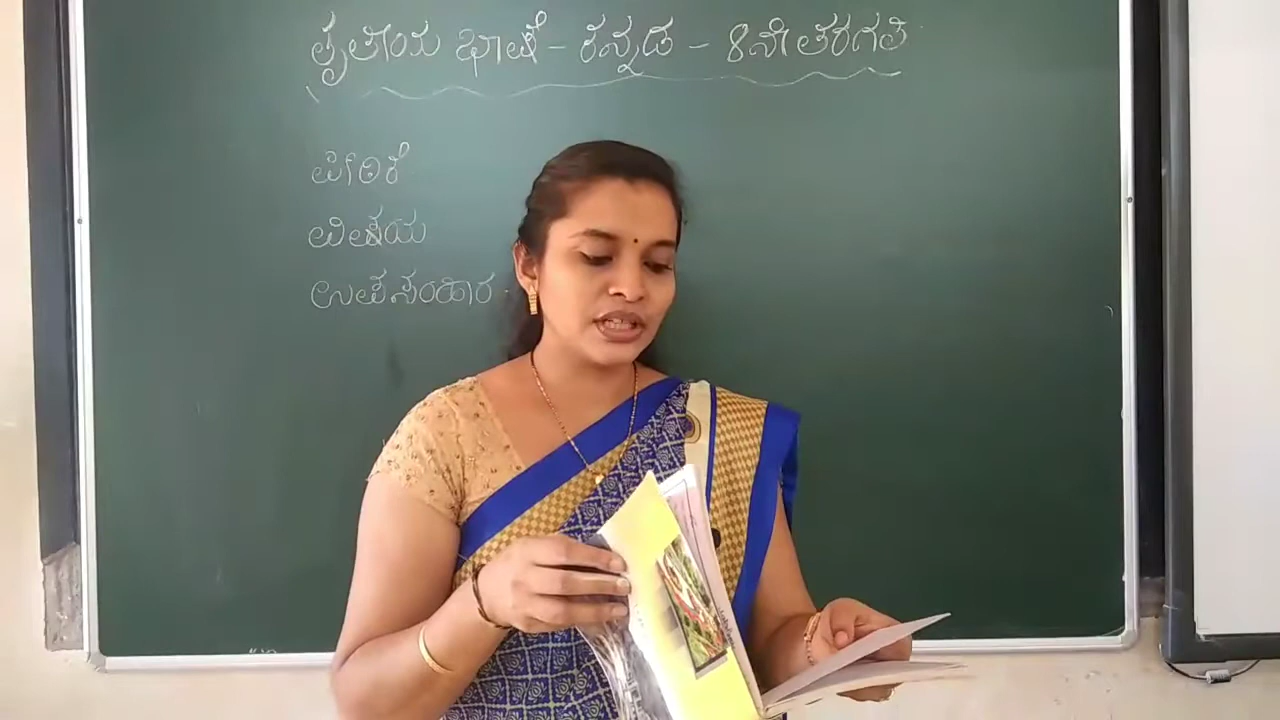 ತೃತೀಯ ಭಾಷೆ - ಕನ್ನಡ - 8ನೇ ತರಗತಿ
ಪೀಠಿಕೆ
ವಿಷಯ
ಉಪಸಂಹಾರ